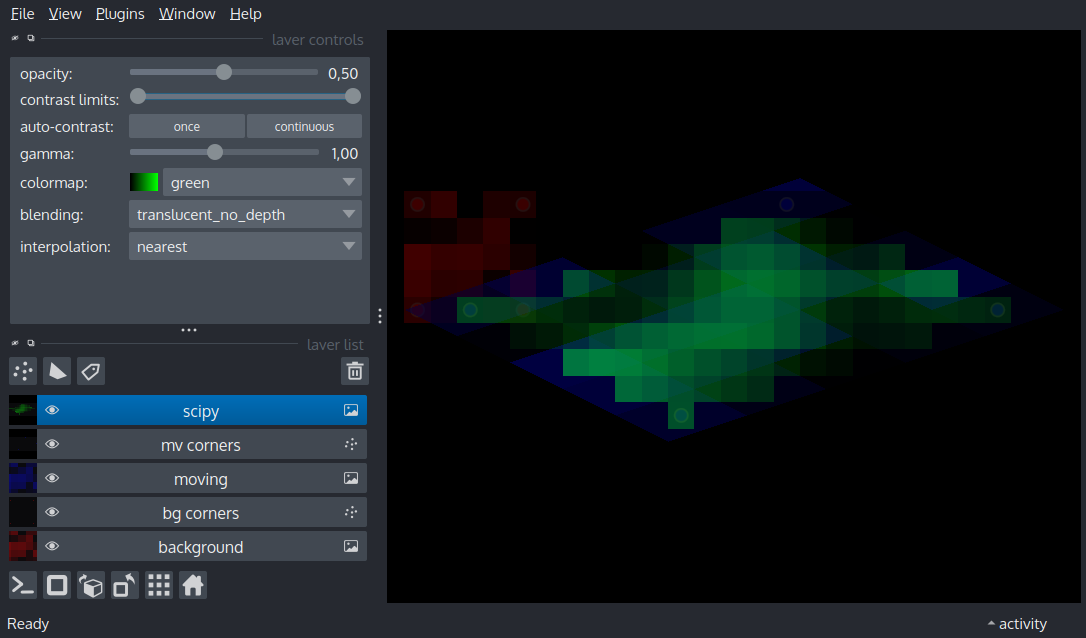 File View Plugins Window Help
layer controls
opacity: 0,50
contrast limits:
auto-contrast: once continuous
gamma: 1,00
colormap: green
blending: translucent_no_depth
interpolation: nearest
layer list
scipy
mv corners
moving
bg corners
background
Ready
activity